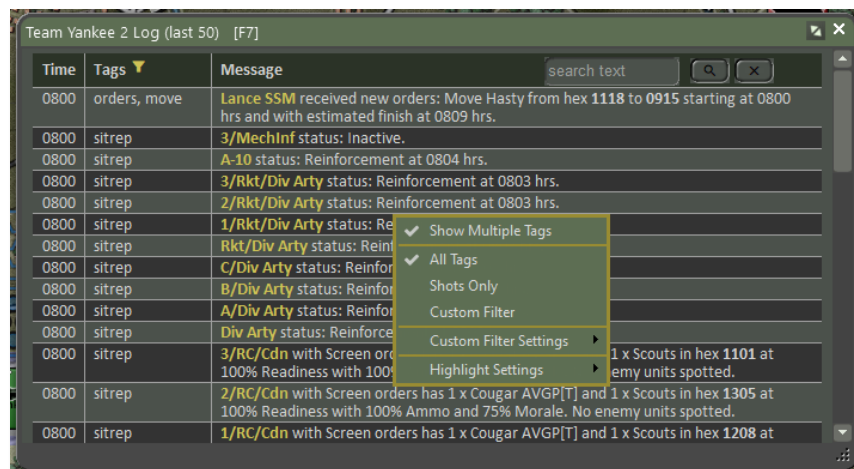 Team Yankee 2 Log (last 50) [F7]
Time Tags Message search text
0800 orders, move Lance SSM received new orders: Move Hasty from hex 1118 to 0915 starting at 0800
hrs and with estimated finish at 0809 hrs.
0800 sitrep 3/MechInf status: Inactive.
0800 sitrep A-10 status: Reinforcement at 0804 hrs.
0800 sitrep 3/Rkt/Div Arty status: Reinforcement at 0803 hrs.
0800 sitrep 2/Rkt/Div Arty status: Reinforcement at 0803 hrs.
0800 sitrep 1/Rkt/Div Arty status: Re
0800 sitrep Rkt/Div Arty status: Reinf
0800 sitrep C/Div Arty status: Reinfor
0800 sitrep B/Div Arty status: Reinfor
0800 sitrep A/Div Arty status: Reinfor
0800 sitrep Div Arty status: Reinforce
0800 sitrep 3/RC/Cdn with Screen ord 1 x Scouts in hex 1101 at
100% Readiness with 100% emy units spotted.
0800 sitrep 2/RC/Cdn with Screen orders has 1 x Cougar AVGP[T] and 1 x Scouts in hex 1305 at
100% Readiness with 100% Ammo and 75% Morale. No enemy units spotted.
0800 sitrep 1/RC/Cdn with Screen orders has 1 x Cougar AVGP[T] and 1 x Scouts in hex 1208 at
Show Multiple Tags
All Tags
Shots Only
Custom Filter
Custom Filter Settings
Highlight Settings